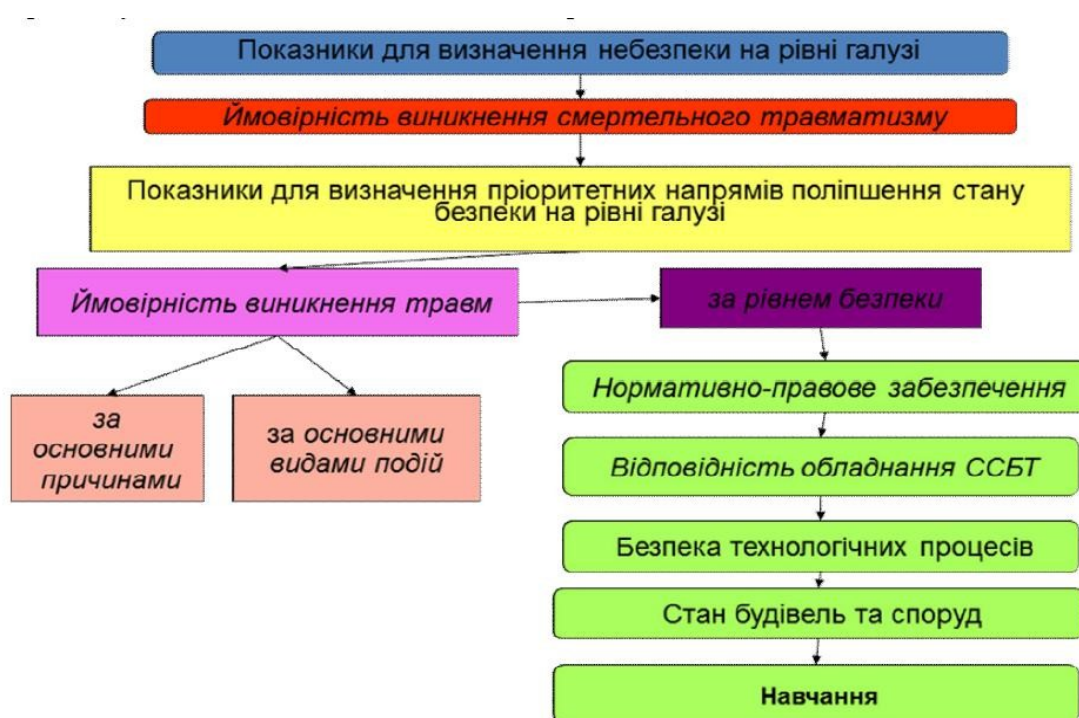 Показники для визначення небезпеки на рівні галузі
Ймовірність виникнення смертельного травматизму
Показники для визначення пріоритетних напрямів поліпшення стану
безпеки на рівні галузі
Ймовірність виникнення травм
за рівнем безпеки
за
основними
причинами
за основними
видами подій
Нормативно-правове забезпечення
Відповідність обладнання ССБТ
Безпека технологічних процесів
Стан будівель та споруд
Навчання